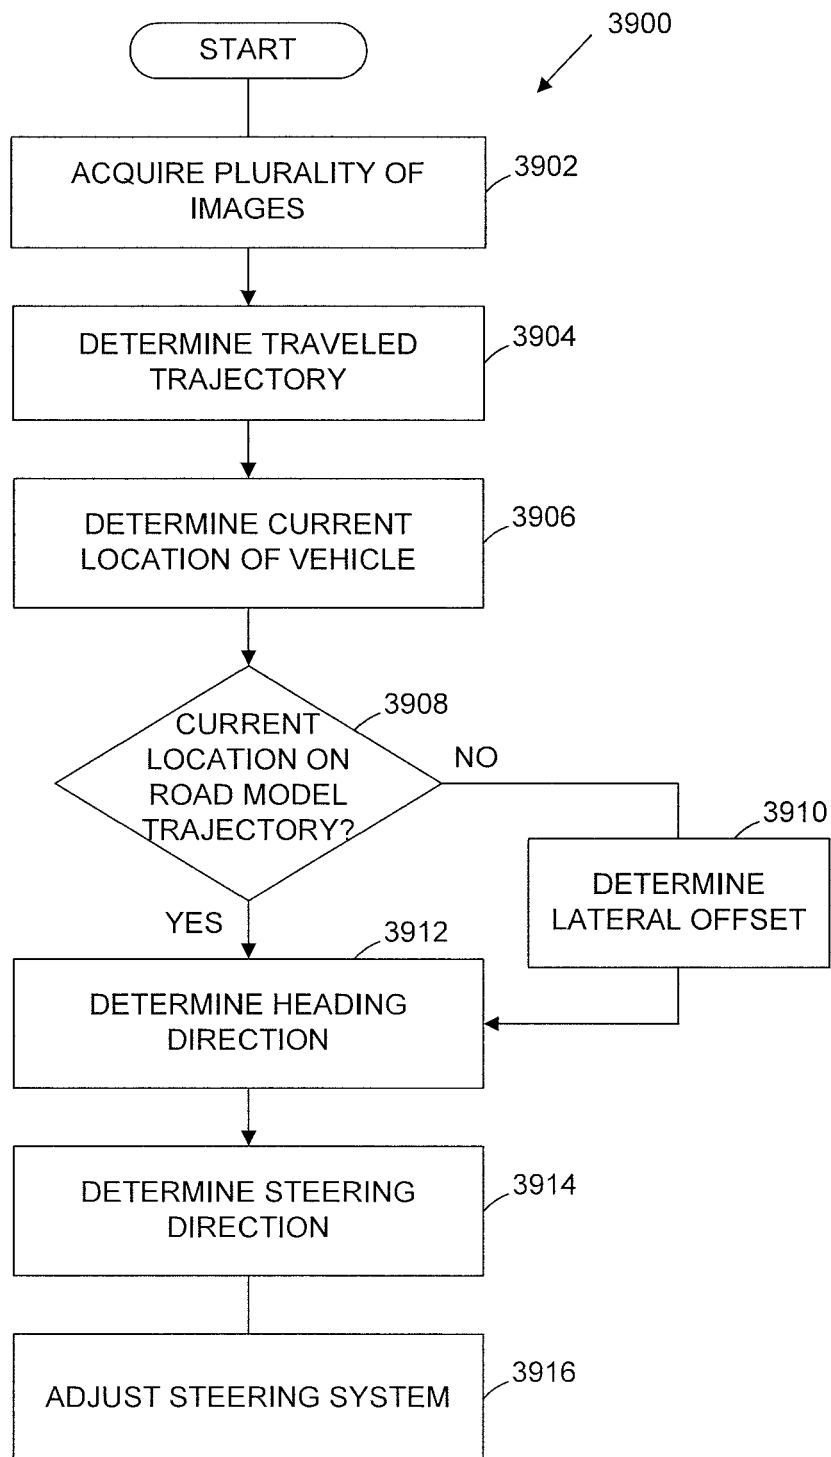 START
3900
ACQUIRE PLURALITY OF
IMAGES
3902
DETERMINE TRAVELED
TRAJECTORY
3904
DETERMINE CURRENT
LOCATION OF VEHICLE
3906
CURRENT
LOCATION ON
ROAD MODEL
TRAJECTORY?
3908
NO
3910
DETERMINE
LATERAL OFFSET
YES
3912
DETERMINE HEADING
DIRECTION
DETERMINE STEERING
DIRECTION
3914
ADJUST STEERING SYSTEM
3916